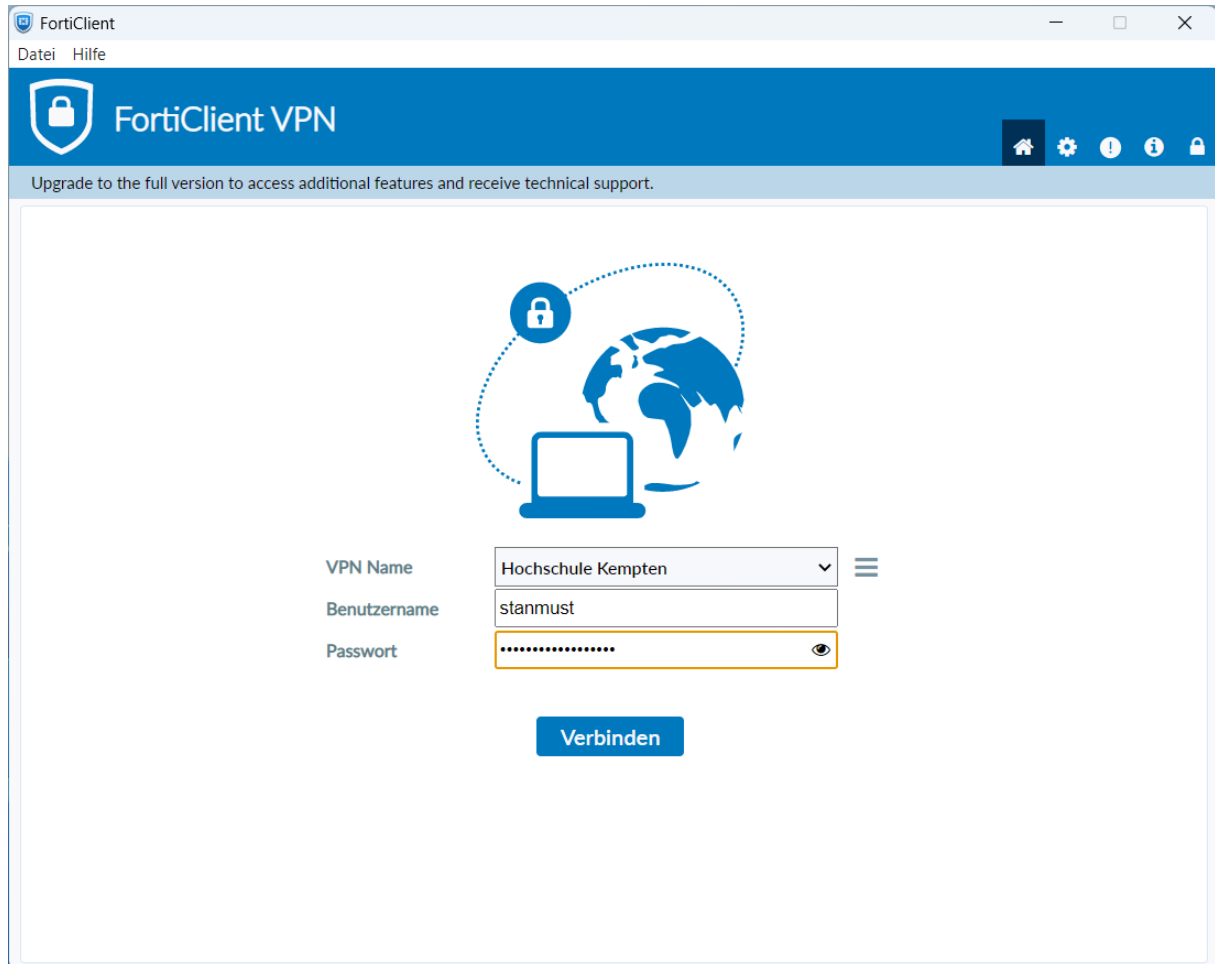 FortiClient
Datei Hilfe
FortiClient VPN
Upgrade to the full version to access additional features and receive technical support.
VPN Name Hochschule Kempten
Benutzername stanmust
Passwort ••••••••••••••••••
Verbinden